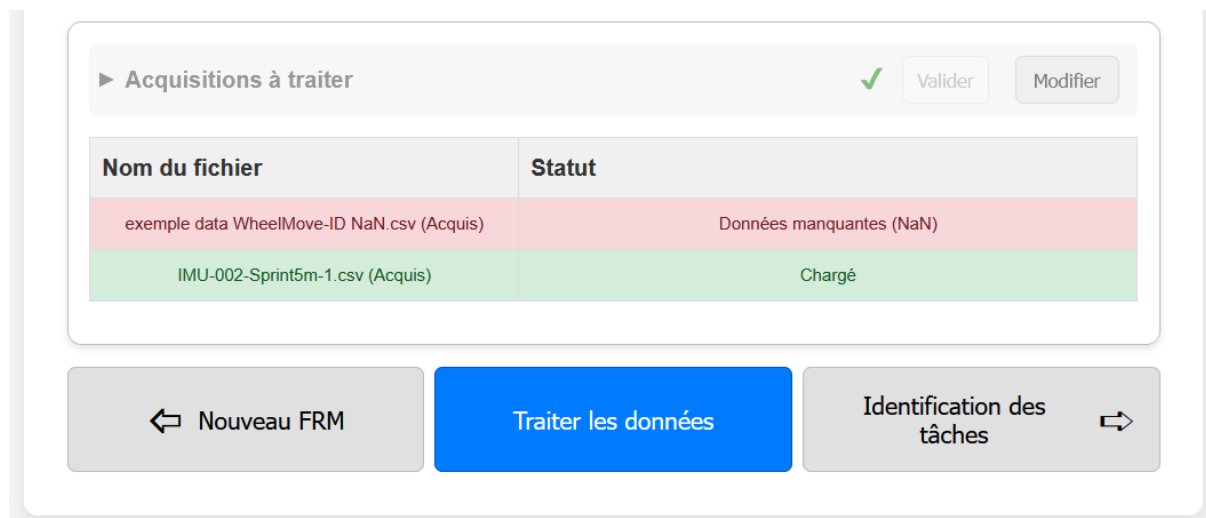 Acquisitions à traiter
Valider
Modifier
Nom du fichier
Statut
exemple data WheelMove-ID NaN.csv (Acquis)
Données manquantes (NaN)
IMU-002-Sprint5m-1.csv (Acquis)
Chargé
Nouveau FRM
Traiter les données
Identification des
tâches